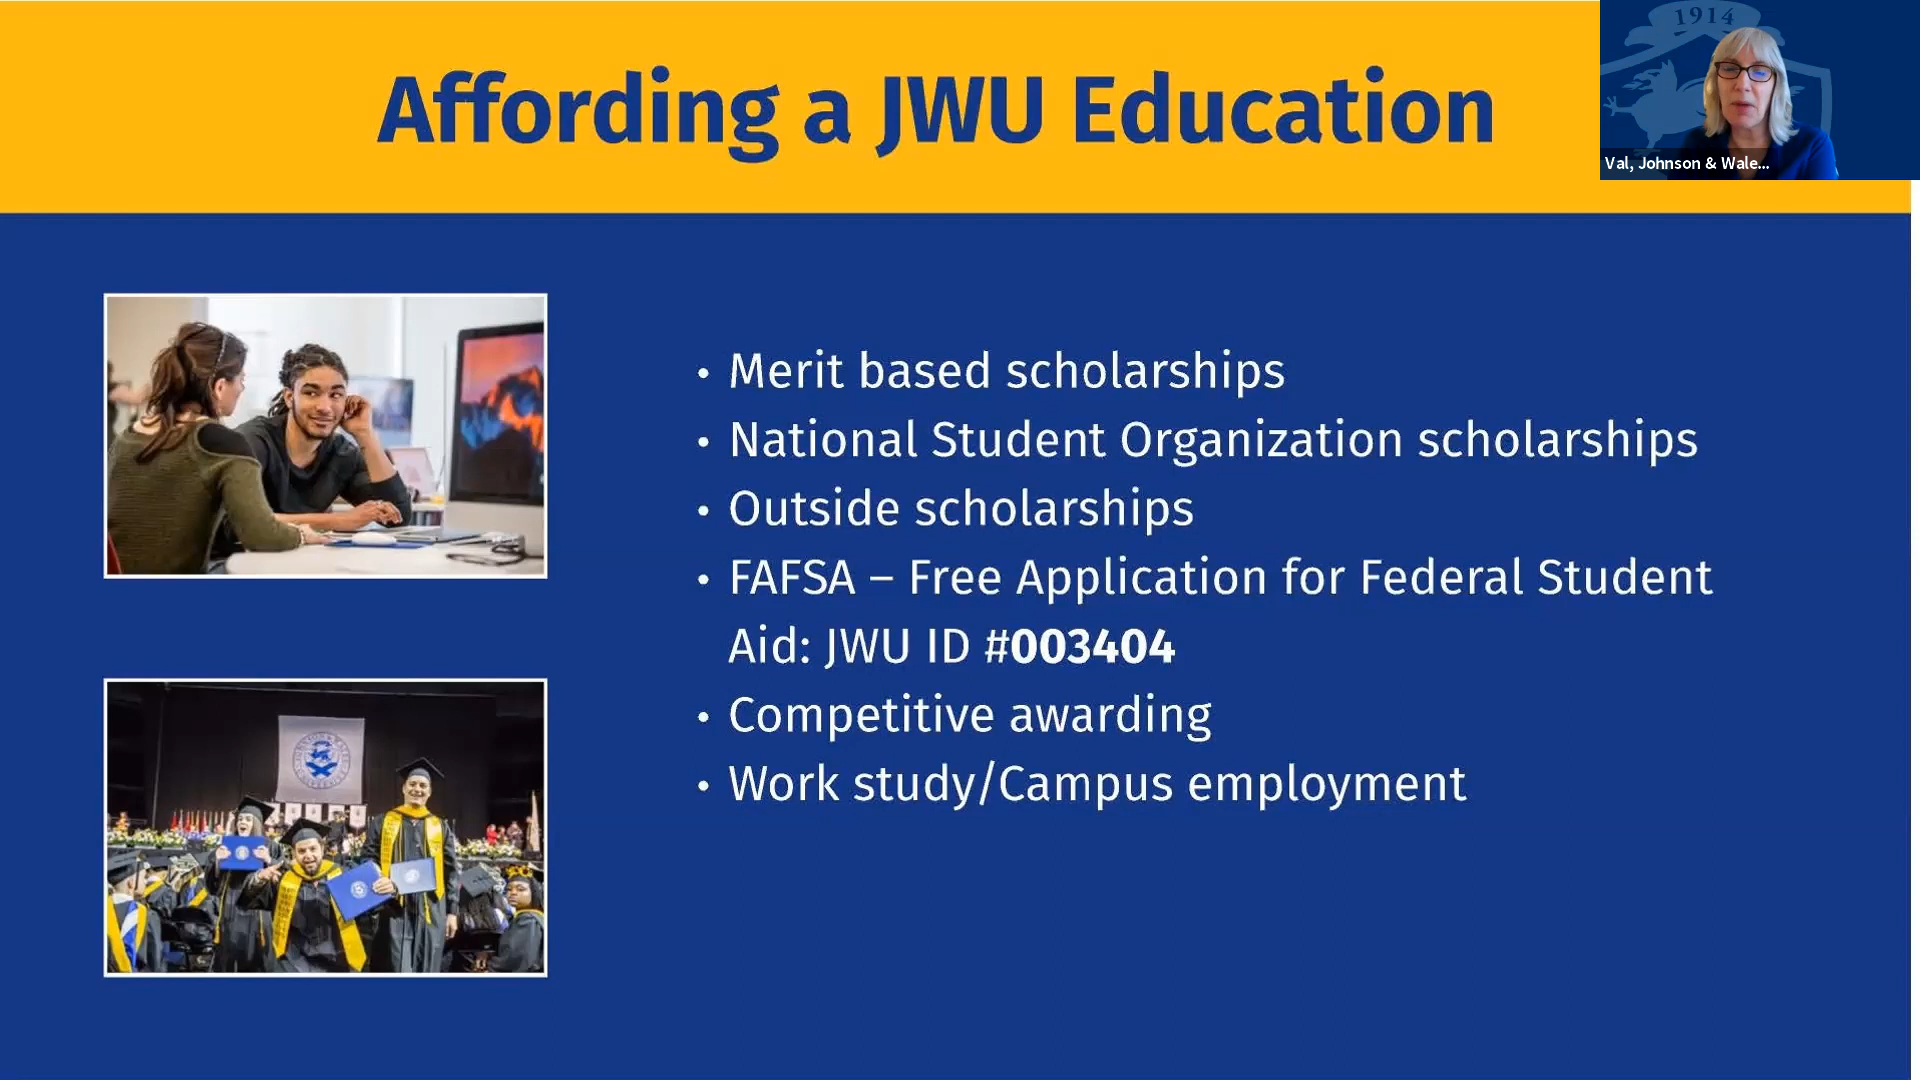 Affording a JWU Education
1914
Val, Johnson & Wale...
• Merit based scholarships
• National Student Organization scholarships
• Outside scholarships
• FAFSA – Free Application for Federal Student
Aid: JWU ID #003404
• Competitive awarding
• Work study/Campus employment